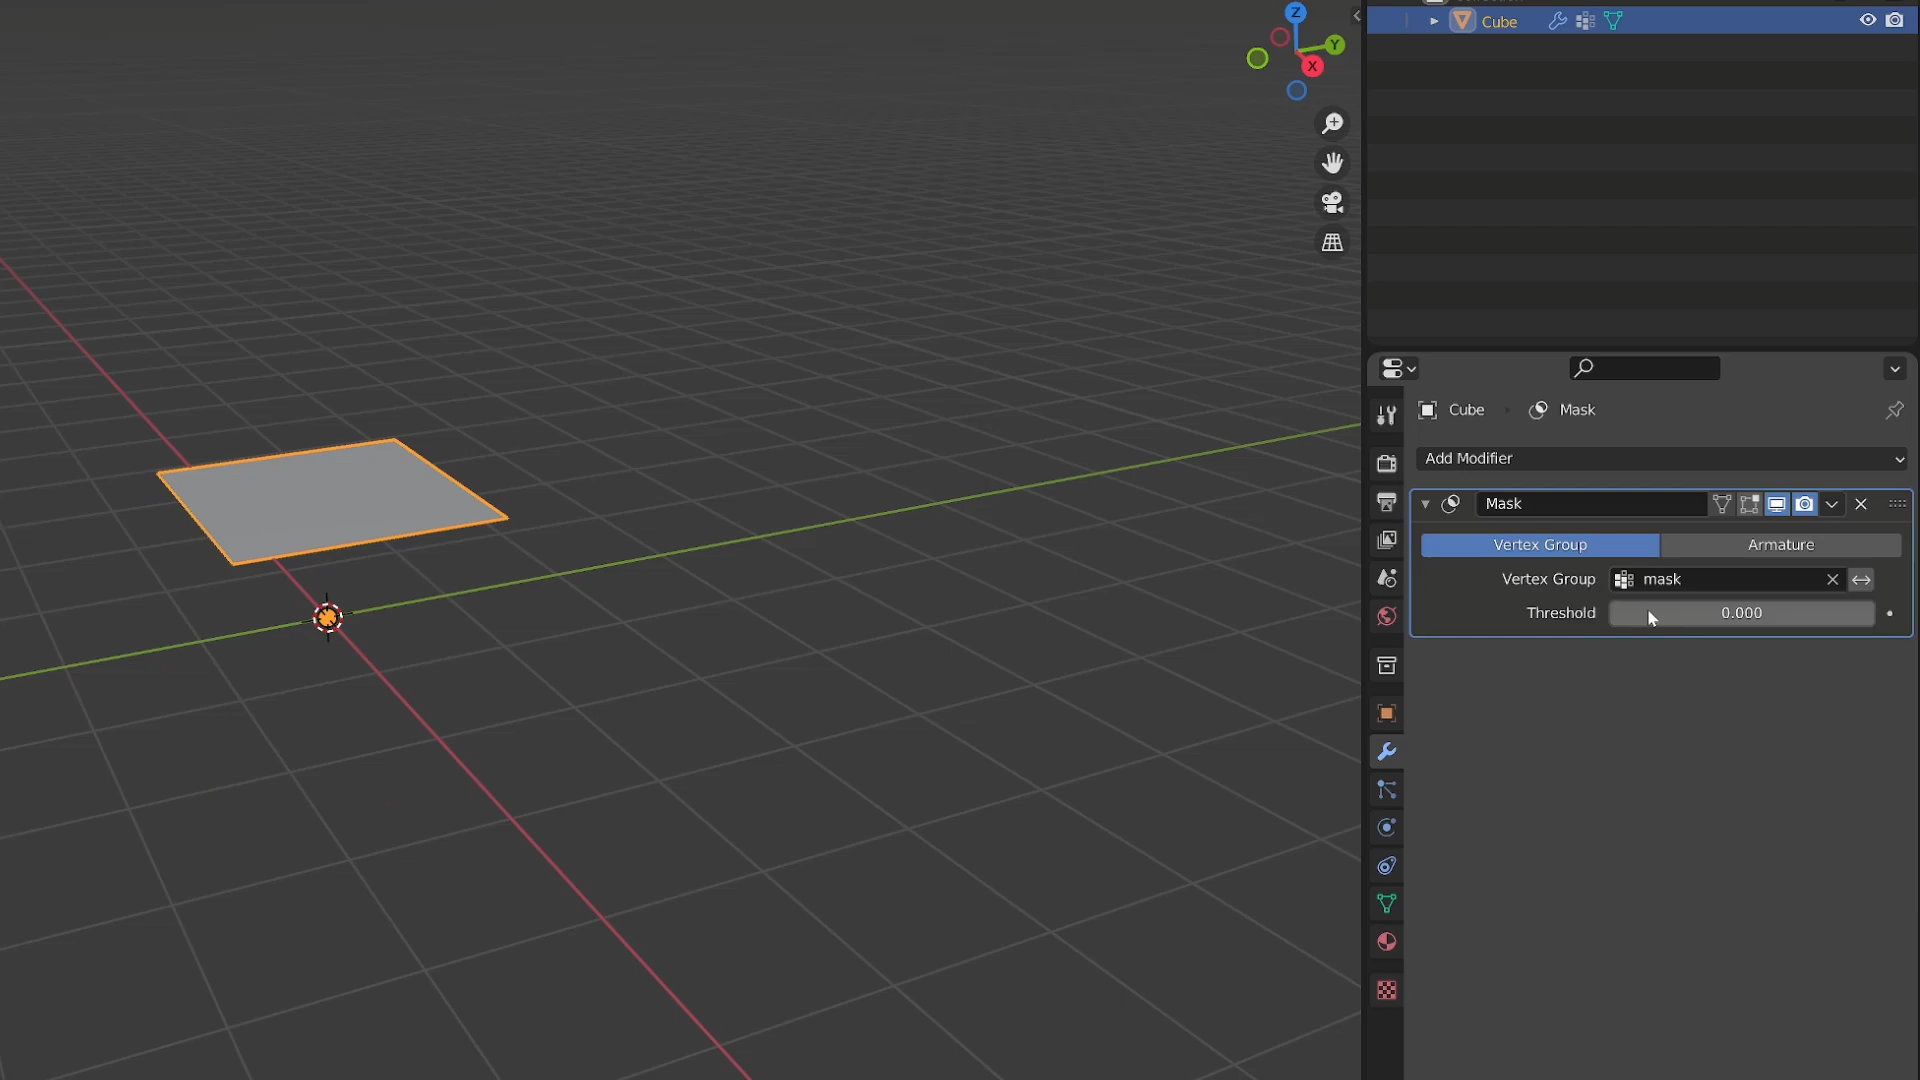 Z
Y
X
Cube
Cube
Mask
Add Modifier
Mask
Vertex Group
Armature
Vertex Group
mask
Threshold
0.000